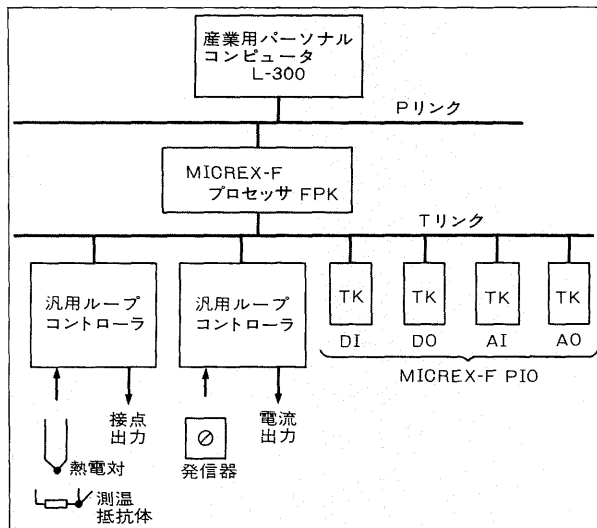 産業用パーソナル
コンピュータ
L-300
Pリンク
MICREX-F
プロセッサ FPK
Tリンク
汎用ループ
コントローラ
汎用ループ
コントローラ
TK
TK
TK
TK
DI
DO
AI
AO
MICREX-F PIO
接点
出力
電流
出力
熱電対
発信器
測温
抵抗体